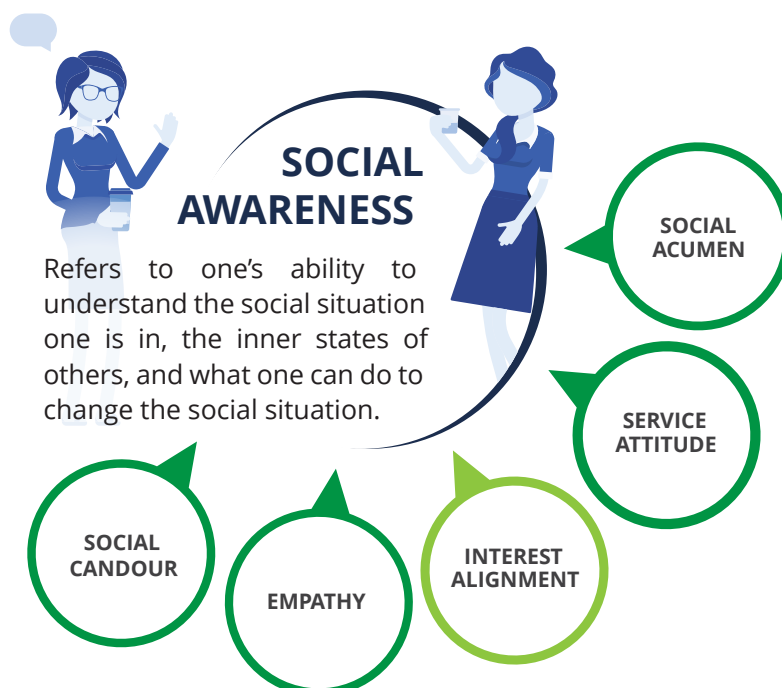 SOCIAL
AWARENESS
Refers to one’s ability to
understand the social situation
one is in, the inner states of
others, and what one can do to
change the social situation.
SOCIAL
ACUMEN
SERVICE
ATTITUDE
INTEREST
ALIGNMENT
EMPATHY
SOCIAL
CANDOUR